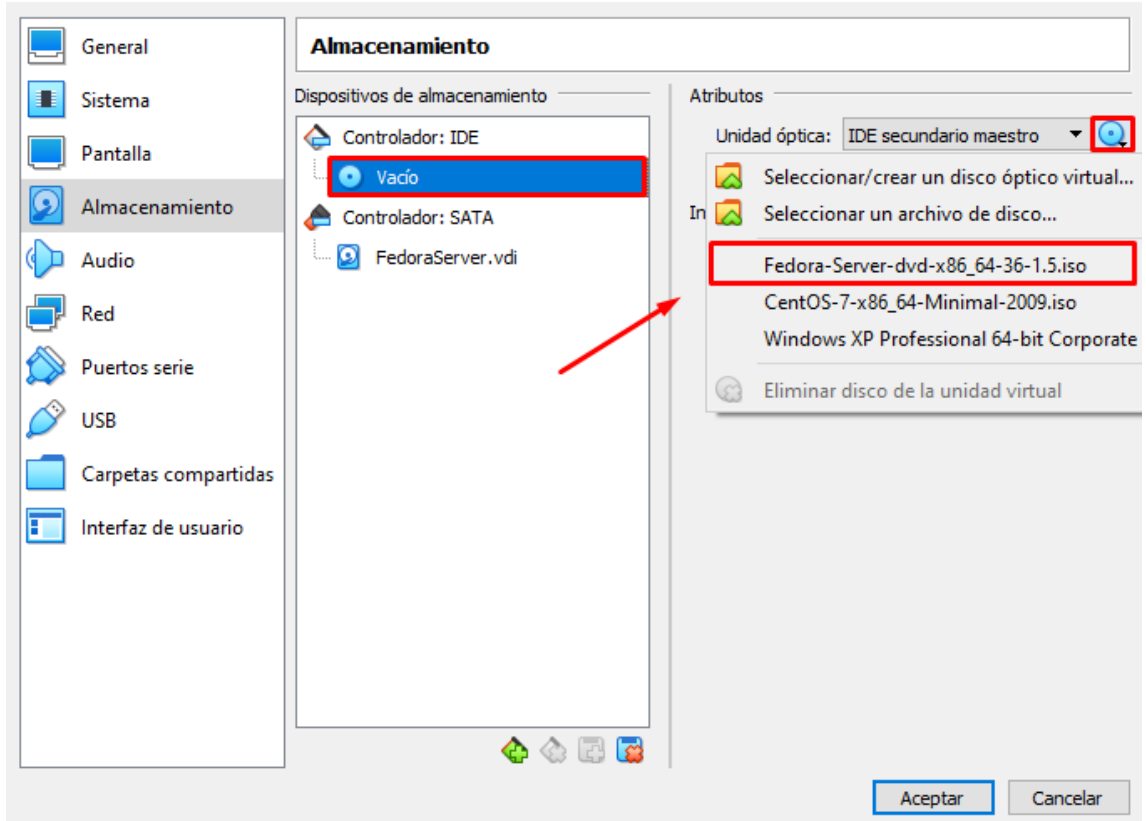 General
Sistema
Pantalla
Almacenamiento
Audio
Red
Puertos serie
USB
Carpetas compartidas
Interfaz de usuario
Almacenamiento
Dispositivos de almacenamiento
Controlador: IDE
Vacío
Controlador: SATA
FedoraServer.vdi
Atributos
Unidad óptica: IDE secundario maestro
Seleccionar/crear un disco óptico virtual...
In
Seleccionar un archivo de disco...
Fedora-Server-dvd-x86_64-36-1.5.iso
CentOS-7-x86_64-Minimal-2009.iso
Windows XP Professional 64-bit Corporate
Eliminar disco de la unidad virtual
Aceptar
Cancelar